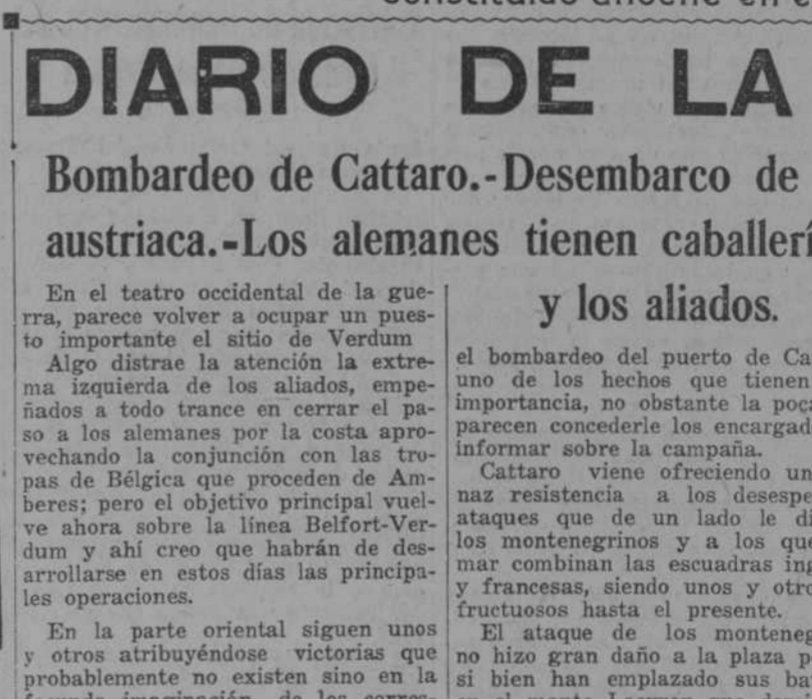 DIARIO DE LA
Bombardeo de Cattaro.-Desembarco de
austriaca.-Los alemanes tienen caballerí
y los aliados.
En el teatro occidental de la gue-
rra, parece volver a ocupar un pues-
to importante el sitio de Verdum
Algo distrae la atención la extre-
ma izquierda de los aliados, empe-
ñados a todo trance en cerrar el pa-
so a los alemanes por la costa apro-
vechando la conjunción con las tro-
pas de Bélgica que proceden de Am-
beres; pero el objetivo principal vuel-
ve ahora sobre la línea Belfort-Ver-
dum y ahí creo que habrán de des-
arrollarse en estos días las principa-
les operaciones.
En la parte oriental siguen unos
y otros atribuyéndose victorias que
probablemente no existen sino en la
el bombardeo del puerto de Ca
uno de los hechos que tienen
importancia, no obstante la poca
parecen concederle los encargad
informar sobre la campaña.
Cattaro viene ofreciendo un
naz resistencia a los desespe
ataques que de un lado le di
los montenegrinos y a los que
mar combinan las escuadras ing
y francesas, siendo unos y otro
fructuosos hasta el presente.
El ataque de los monteneg
no hizo gran daño a la plaza p
si bien han emplazado sus ba